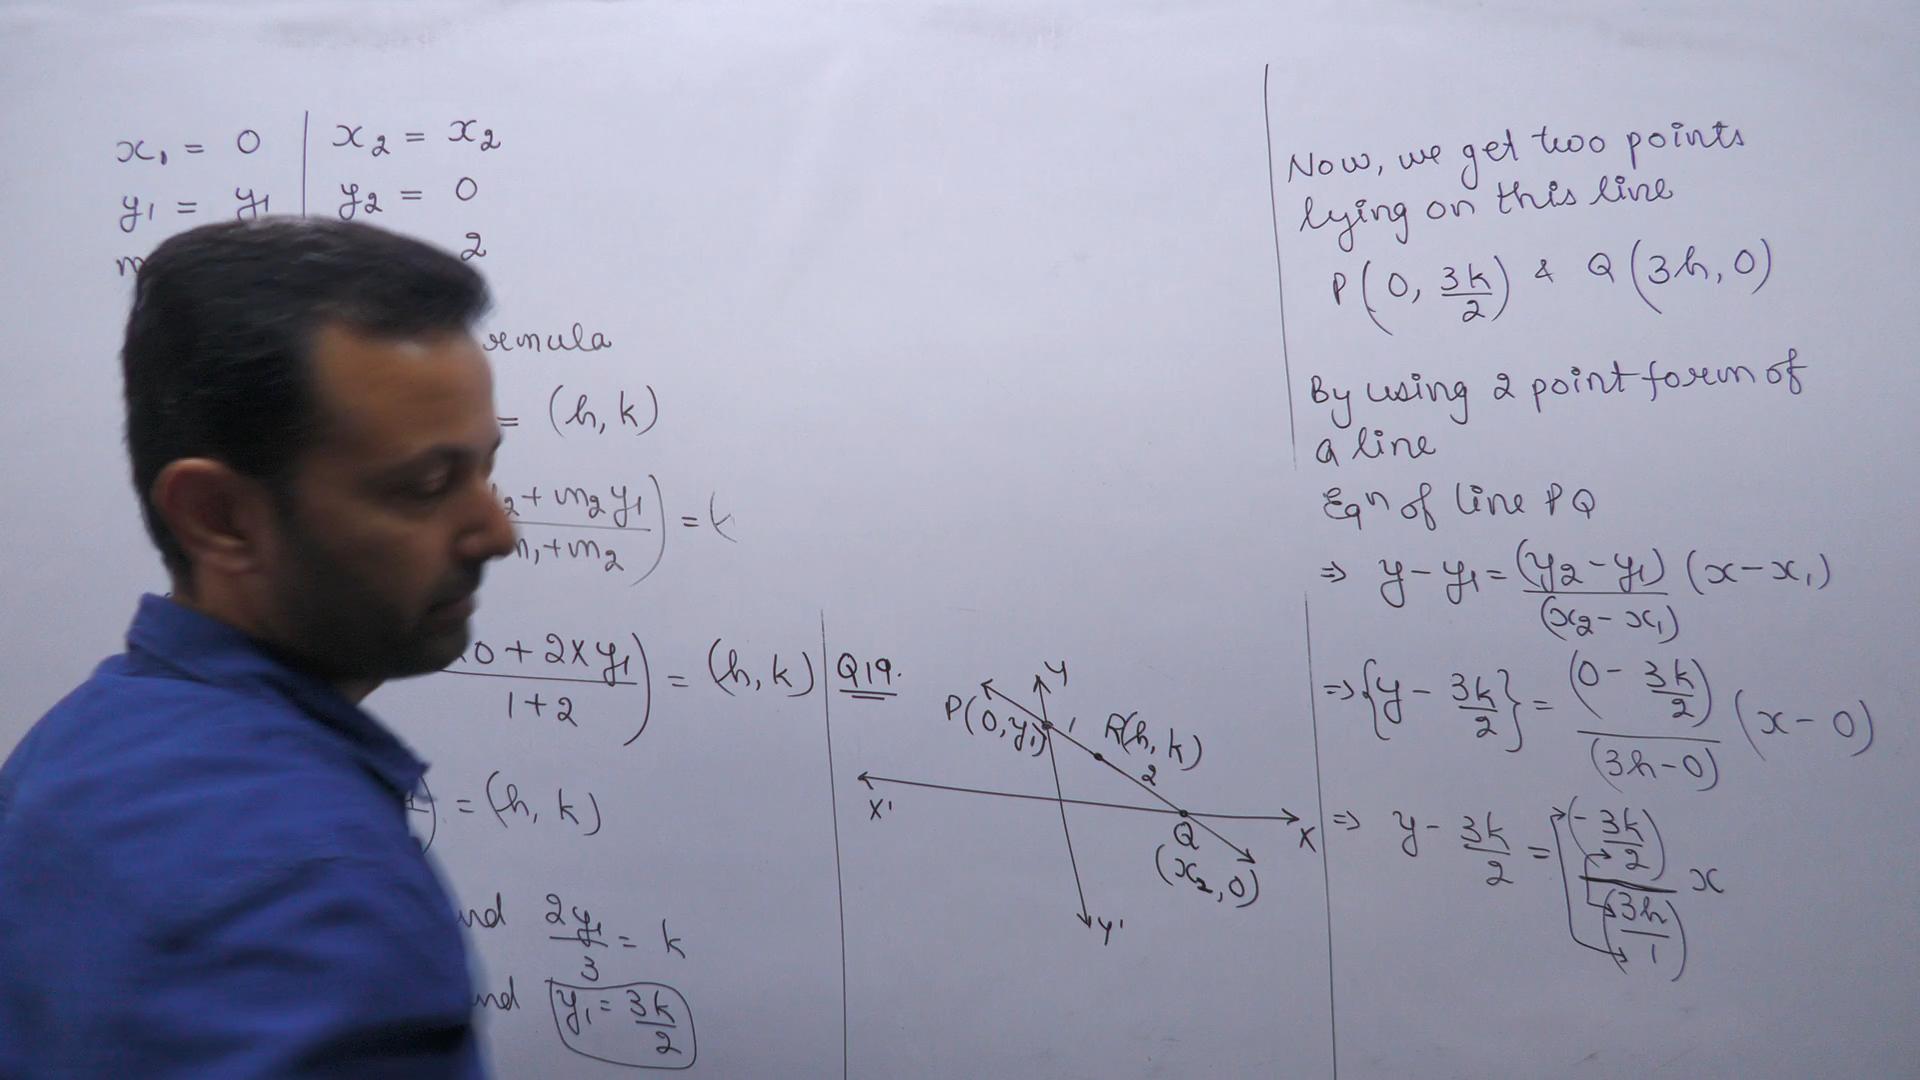 x₁ = 0 | x₂ = x₂
y₁ = y₁ | y₂ = 0
m 2
= (h, k)
₂ + m₂y₁) = k
m₁ + m₂
×0 + 2×y₁) = (h, k)
1+2
) = (h, k)
2y₁/3 = k
y₁ = 3k/2
Q19.
Y
P(0, y₁)
1
R(h, k)
2
X'
X
Q
(x₂, 0)
Y'
Now, we get two points
lying on this line
P(0, 3k/2) & Q(3h, 0)
By using 2 point form of
a line
Eqⁿ of line PQ
⇒ y - y₁ = (y₂ - y₁)/(x₂ - x₁) (x - x₁)
⇒ {y - 3k/2} = (0 - 3k/2)/(3h - 0) (x - 0)
⇒ y - 3k/2 = (-3k/2)/(3h/1) x